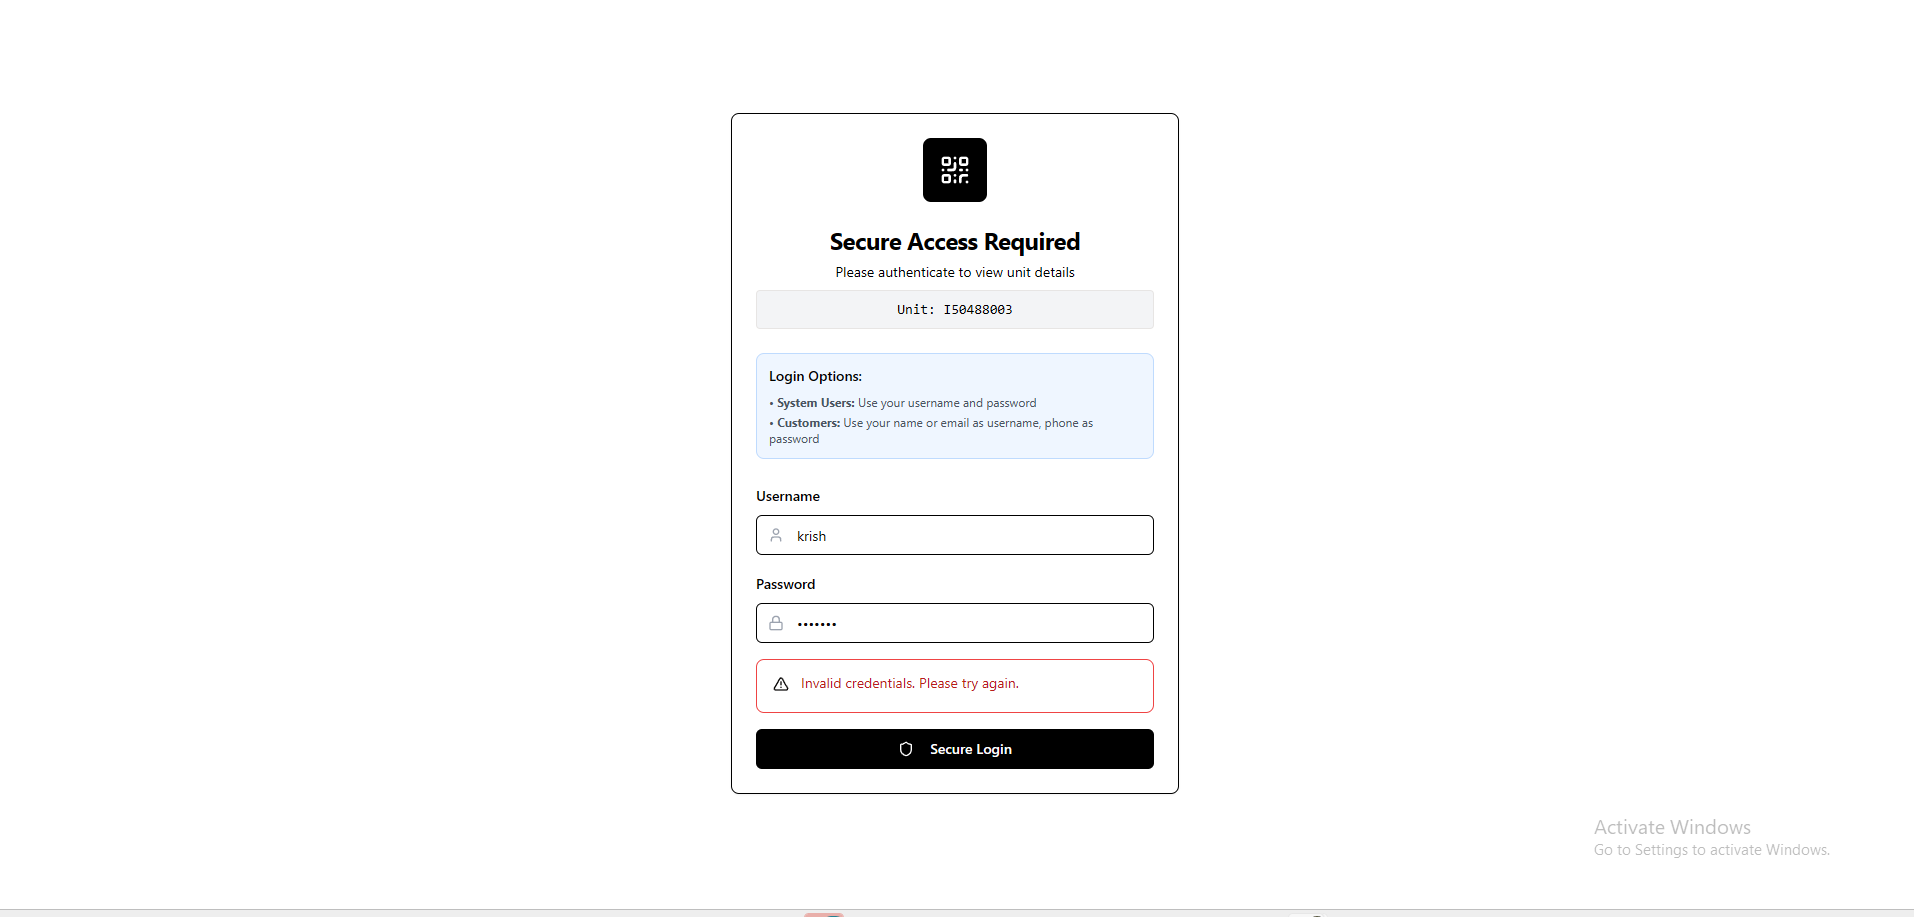 Secure Access Required
Please authenticate to view unit details
Unit: I50488003
Login Options:
• System Users: Use your username and password
• Customers: Use your name or email as username, phone as
password
Username
krish
Password
•••••••
Invalid credentials. Please try again.
Secure Login
Activate Windows
Go to Settings to activate Windows.